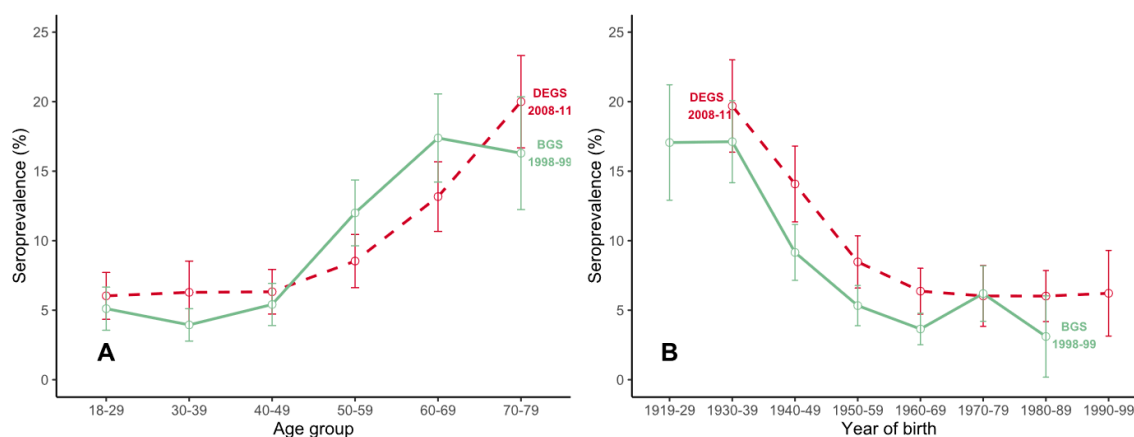 25
20
15
10
5
0
Seroprevalence (%)
DEGS
2008-11
BGS
1998-99
A
18-29 30-39 40-49 50-59 60-69 70-79
Age group
25
20
15
10
5
0
Seroprevalence (%)
DEGS
2008-11
BGS
1998-99
B
1919-29 1930-39 1940-49 1950-59 1960-69 1970-79 1980-89 1990-99
Year of birth